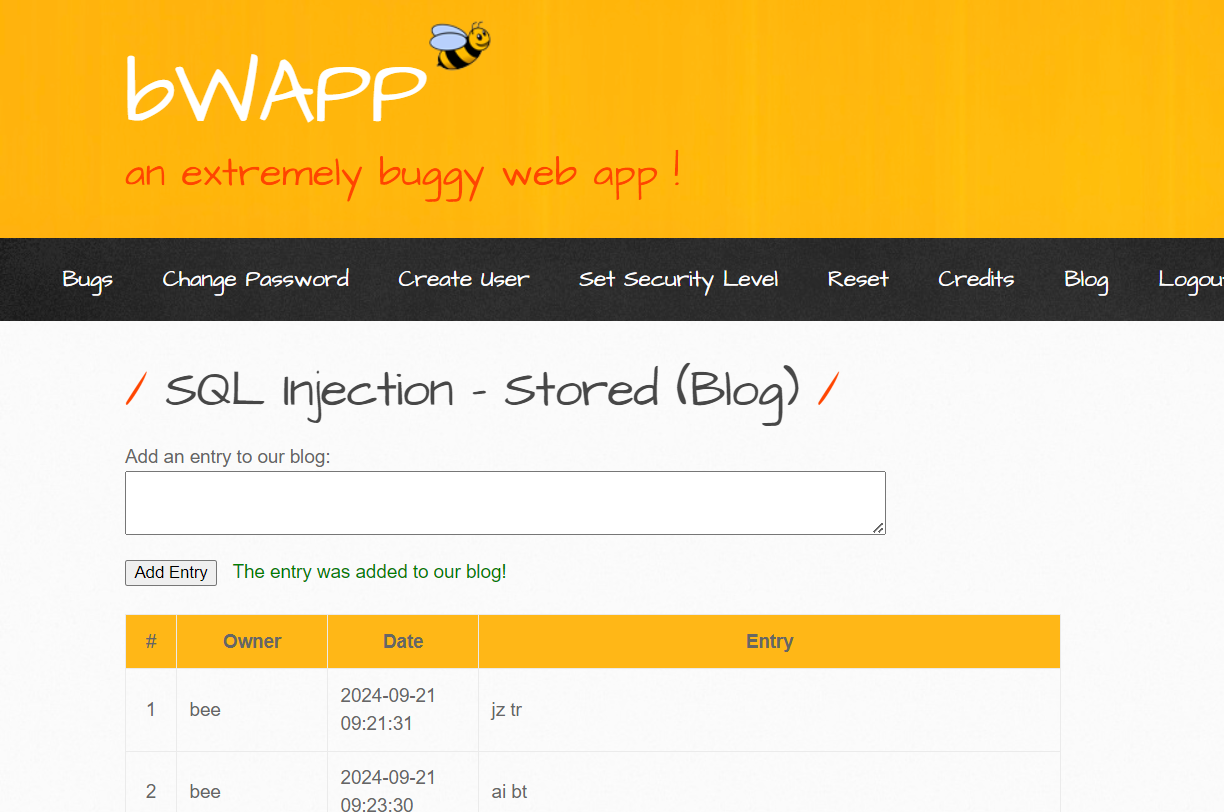 bWAPP
an extremely buggy web app !
Bugs Change Password Create User Set Security Level Reset Credits Blog Logou
/ SQL Injection - Stored (Blog) /
Add an entry to our blog:
Add Entry The entry was added to our blog!
# Owner Date Entry
1 bee 2024-09-21 09:21:31 jz tr
2 bee 2024-09-21 09:23:30 ai bt